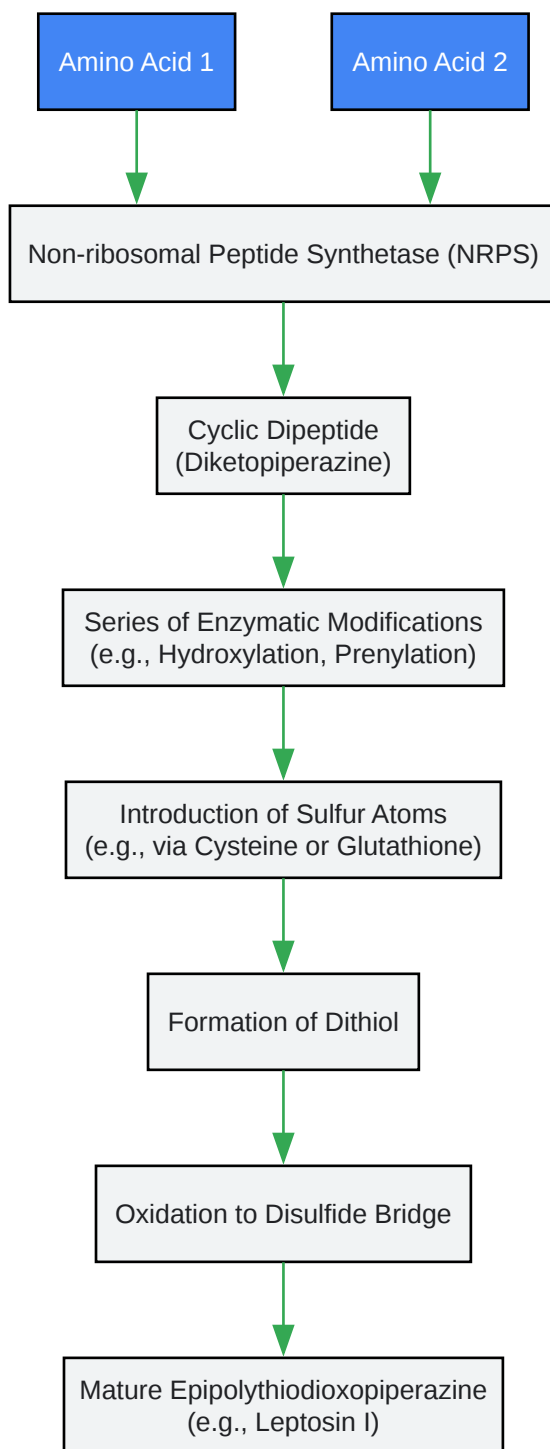 Amino Acid 1
Amino Acid 2
Non-ribosomal Peptide Synthetase (NRPS)
Cyclic Dipeptide
(Diketopiperazine)
Series of Enzymatic Modifications
(e.g., Hydroxylation, Prenylation)
Introduction of Sulfur Atoms
(e.g., via Cysteine or Glutathione)
Formation of Dithiol
Oxidation to Disulfide Bridge
Mature Epipolythiodioxopiperazine
(e.g., Leptosin I)